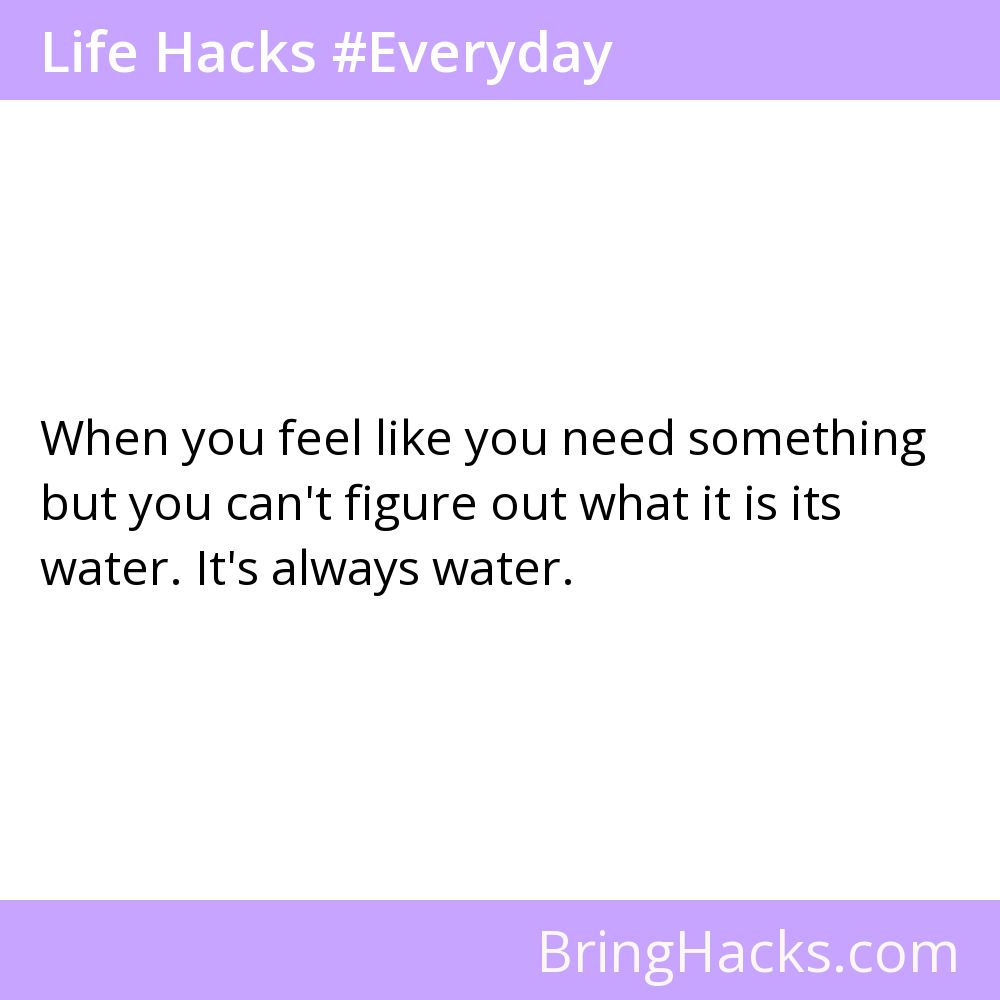 Life Hacks #Everyday
When you feel like you need something
but you can't figure out what it is its
water. It's always water.
BringHacks.com